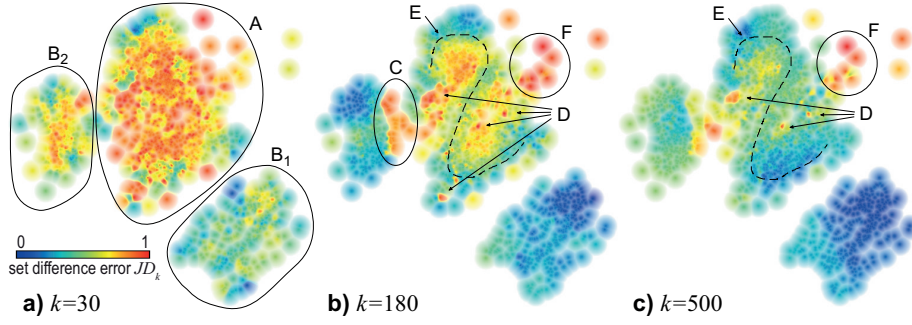 A
B2
B1
0 1
set difference error JDk
a) k=30
E
F
C
D
b) k=180
E
F
D
c) k=500